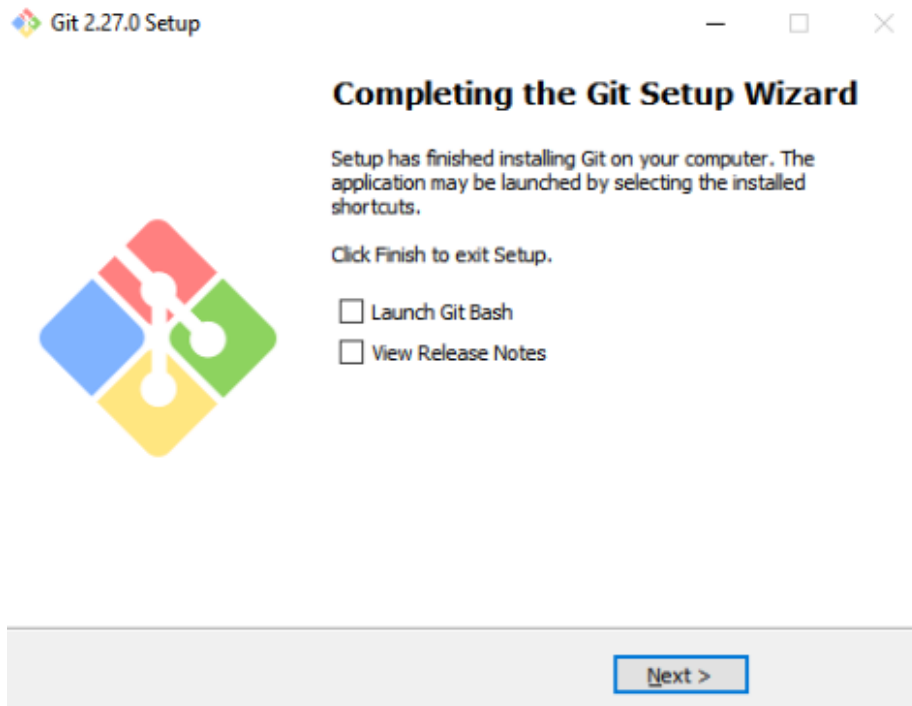 Git 2.27.0 Setup
Completing the Git Setup Wizard
Setup has finished installing Git on your computer. The
application may be launched by selecting the installed
shortcuts.
Click Finish to exit Setup.
Launch Git Bash
View Release Notes
Next >